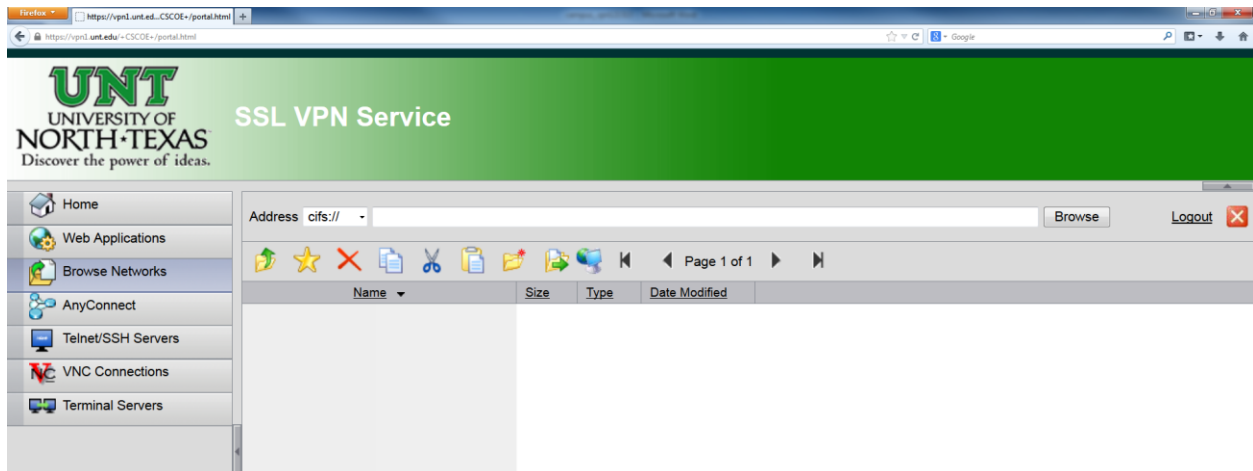 Firefox
https://vpn1.unt.ed...CSCOE+/portal.html
https://vpn1.unt.edu/+CSCOE+/portal.html
Google
UNT
UNIVERSITY OF
NORTH·TEXAS
Discover the power of ideas.
SSL VPN Service
Home
Web Applications
Browse Networks
AnyConnect
Telnet/SSH Servers
VNC Connections
Terminal Servers
Address cifs:// Browse Logout
Page 1 of 1
Name Size Type Date Modified